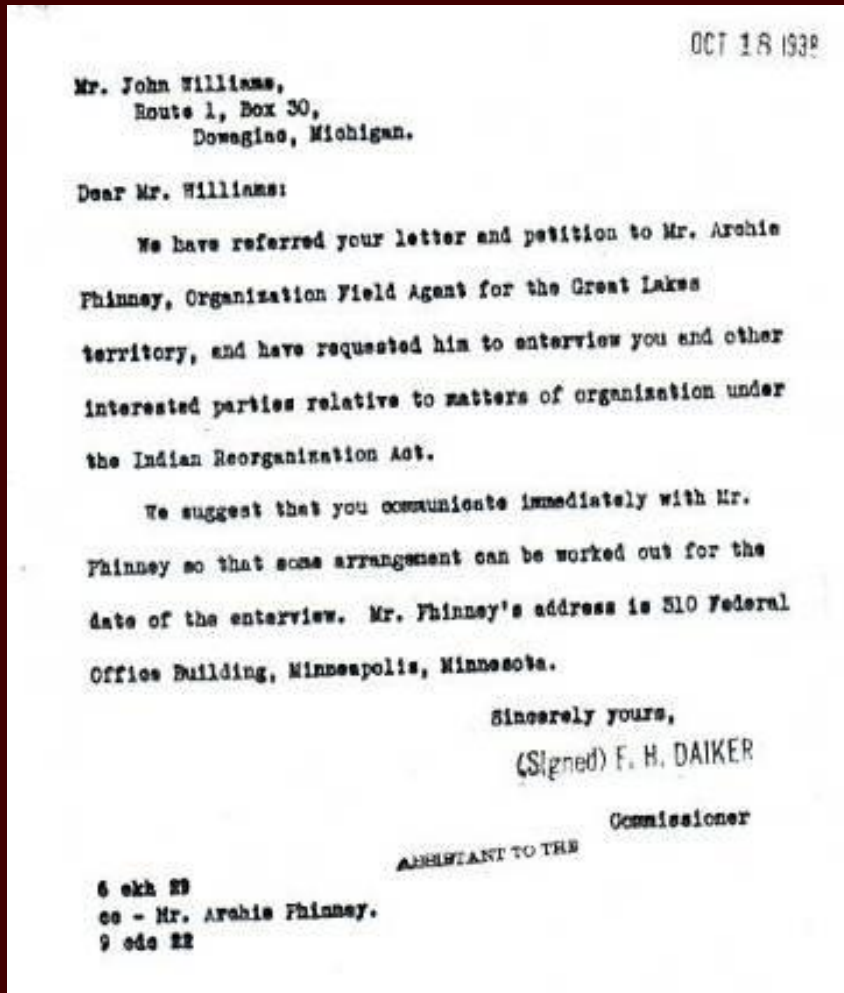 OCT 18 1938
Mr. John Williams,
Route 1, Box 30,
Dowagiac, Michigan.
Dear Mr. Williams:
We have referred your letter and petition to Mr. Archie
Phinney, Organization Field Agent for the Great Lakes
territory, and have requested him to enterview you and other
interested parties relative to matters of organization under
the Indian Reorganization Act.
We suggest that you communicate immediately with Mr.
Phinney so that some arrangement can be worked out for the
date of the enterview. Mr. Phinney's address is 510 Federal
Office Building, Minneapolis, Minnesota.
Sincerely yours,
(Signed) F. H. DAIKER
Commissioner
ASSISTANT TO THE
6 ekh
cc - Mr. Archie Phinney.
9 edc 22